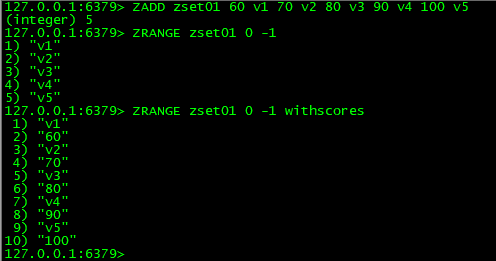 127.0.0.1:6379> ZADD zset01 60 v1 70 v2 80 v3 90 v4 100 v5
(integer) 5
127.0.0.1:6379> ZRANGE zset01 0 -1
1) "v1"
2) "v2"
3) "v3"
4) "v4"
5) "v5"
127.0.0.1:6379> ZRANGE zset01 0 -1 withscores
1) "v1"
2) "60"
3) "v2"
4) "70"
5) "v3"
6) "80"
7) "v4"
8) "90"
9) "v5"
10) "100"
127.0.0.1:6379>